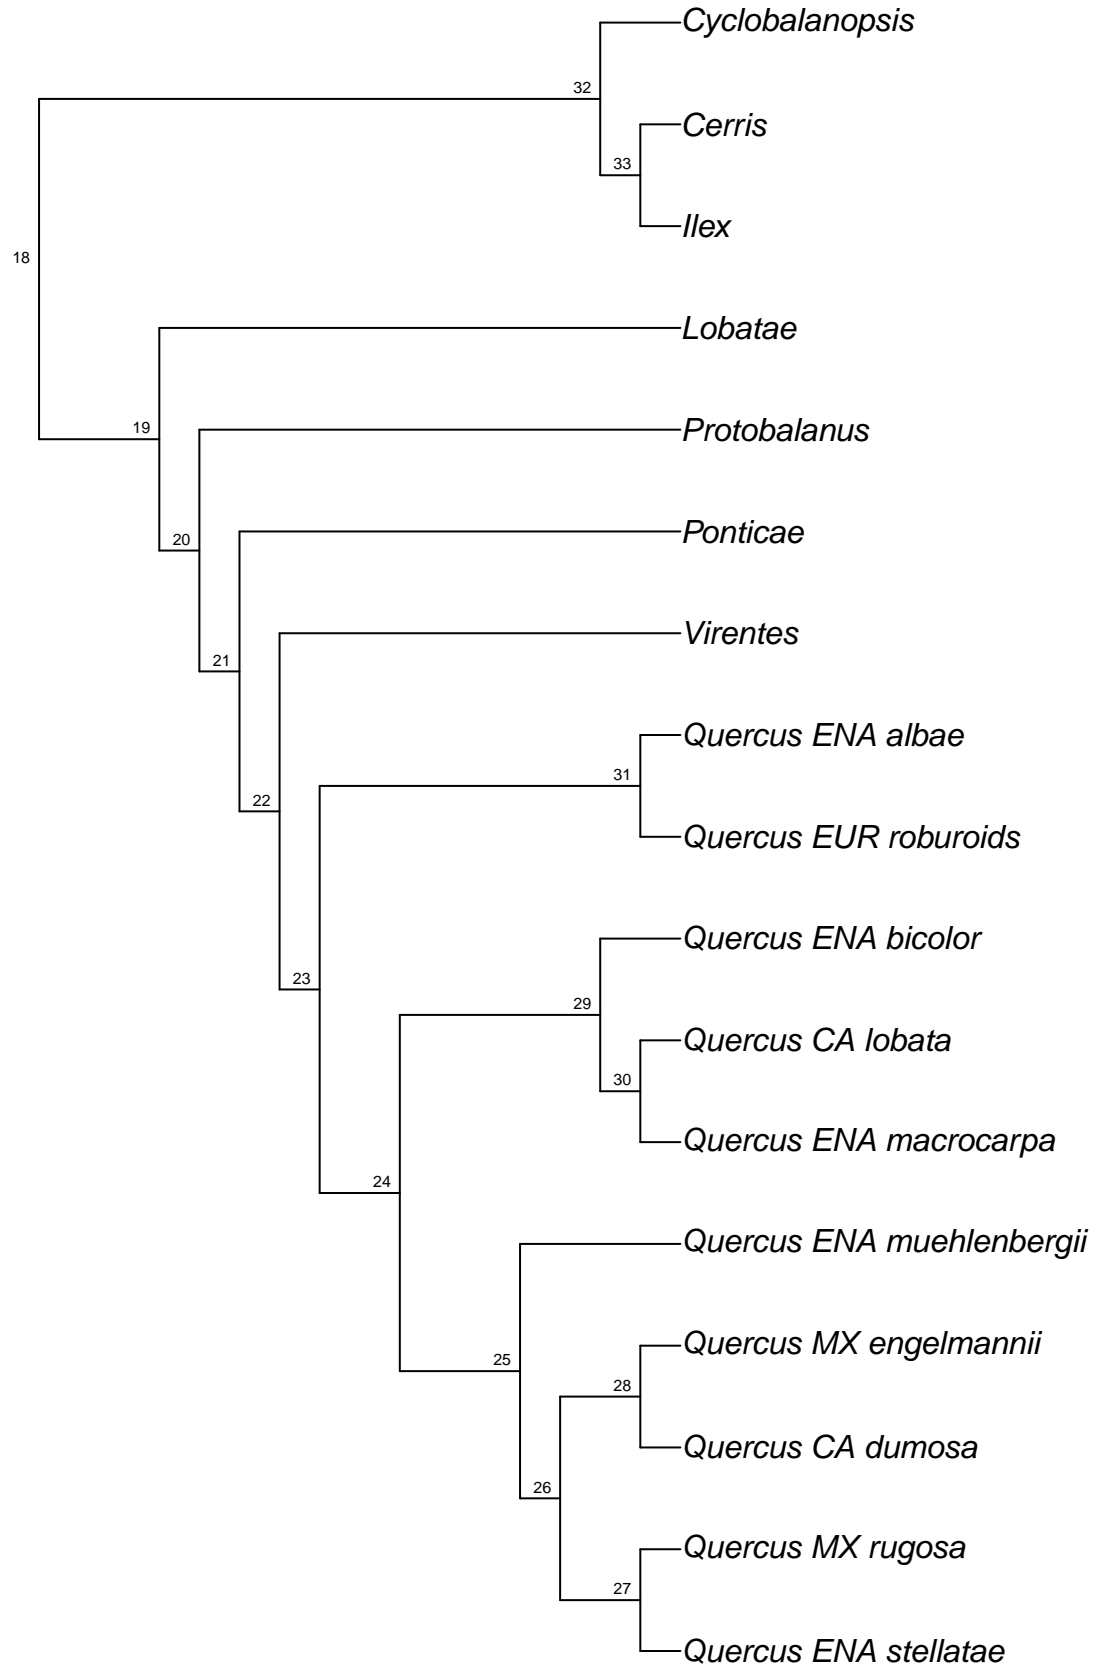 Cyclobalanopsis
32
Cerris
33
Ilex
18
Lobatae
19
Protobalanus
20
Ponticae
21
Virentes
22
Quercus ENA albae
31
Quercus EUR roburoids
23
Quercus ENA bicolor
29
Quercus CA lobata
30
Quercus ENA macrocarpa
24
Quercus ENA muehlenbergii
25
Quercus MX engelmannii
28
Quercus CA dumosa
26
Quercus MX rugosa
27
Quercus ENA stellatae